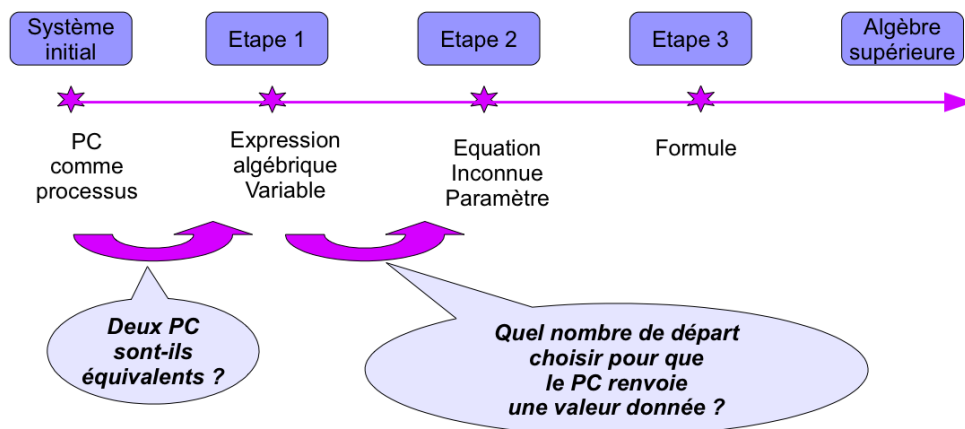 Système
initial
Etape 1
Etape 2
Etape 3
Algèbre
supérieure
PC
comme
processus
Expression
algébrique
Variable
Equation
Inconnue
Paramètre
Formule
Deux PC
sont-ils
équivalents ?
Quel nombre de départ
choisir pour que
le PC renvoie
une valeur donnée ?